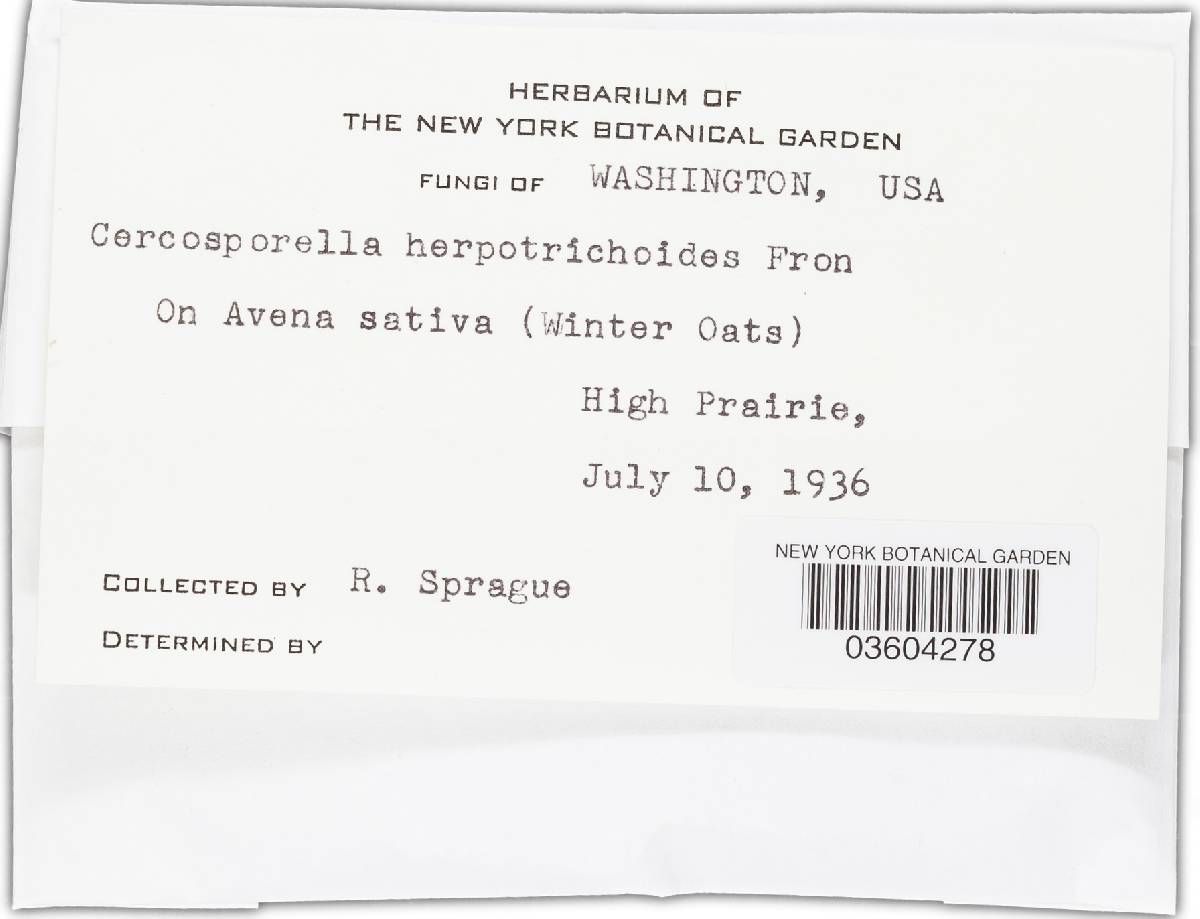 HERBARIUM OF
THE NEW YORK BOTANICAL GARDEN
FUNGI OF WASHINGTON, USA
Cercosporella herpotrichoides Fron
On Avena sativa (Winter Oats)
High Prairie,
July 10, 1936
COLLECTED BY R. Sprague
DETERMINED BY
NEW YORK BOTANICAL GARDEN
03604278